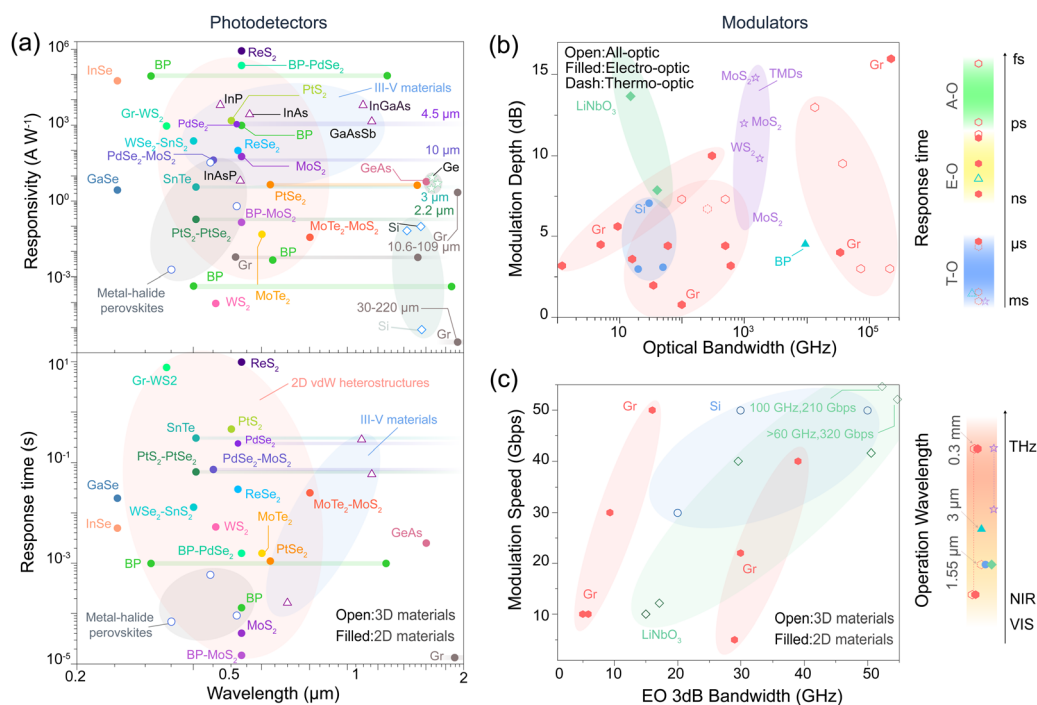 Photodetectors
Modulators
(a)
10⁶
10³
10⁰
10⁻³
Responsivity (A W⁻¹)
InSe
BP
ReS₂
BP-PdSe₂
PtS₂
III-V materials
InP
InGaAs
4.5 µm
Gr-WS₂
InAs
PdSe₂
BP
GaAsSb
WSe₂-SnS₂
ReSe₂
10 µm
PdSe₂-MoS₂
MoS₂
GeAs
Ge
GaSe
SnTe
InAsP
PtSe₂
3 µm
2.2 µm
BP-MoS₂
Si
PtS₂-PtSe₂
MoTe₂-MoS₂
Gr
10.6-109 µm
Gr
BP
BP
Metal-halide
perovskites
MoTe₂
WS₂
30-220 µm
Si
Gr
10¹
10⁻¹
10⁻³
10⁻⁵
Response time (s)
Gr-WS2
ReS₂
2D vdW heterostructures
PtS₂
III-V materials
SnTe
PdSe₂
PtS₂-PtSe₂
PdSe₂-MoS₂
GaSe
ReSe₂
MoTe₂-MoS₂
WSe₂-SnS₂
InSe
WS₂
MoTe₂
GeAs
BP-PdSe₂
PtSe₂
BP
BP
Metal-halide
perovskites
MoS₂
Open:3D materials
Filled:2D materials
BP-MoS₂
Gr
0.2
0.5
1
2
Wavelength (µm)
(b)
15
10
5
0
Modulation Depth (dB)
Open:All-optic
Filled:Electro-optic
Dash:Thermo-optic
MoS₂
TMDs
Gr
LiNbO₃
MoS₂
WS₂
Si
MoS₂
Gr
BP
Gr
Gr
10¹
10³
10⁵
Optical Bandwidth (GHz)
Response time
A-O
E-O
T-O
fs
ps
ns
µs
ms
(c)
50
40
30
20
10
Modulation Speed (Gbps)
Gr
Si
100 GHz,210 Gbps
>60 GHz,320 Gbps
Gr
LiNbO₃
Open:3D materials
Filled:2D materials
10
20
30
40
50
EO 3dB Bandwidth (GHz)
Operation Wavelength
0.3 mm
3 µm
1.55 µm
THz
NIR
VIS